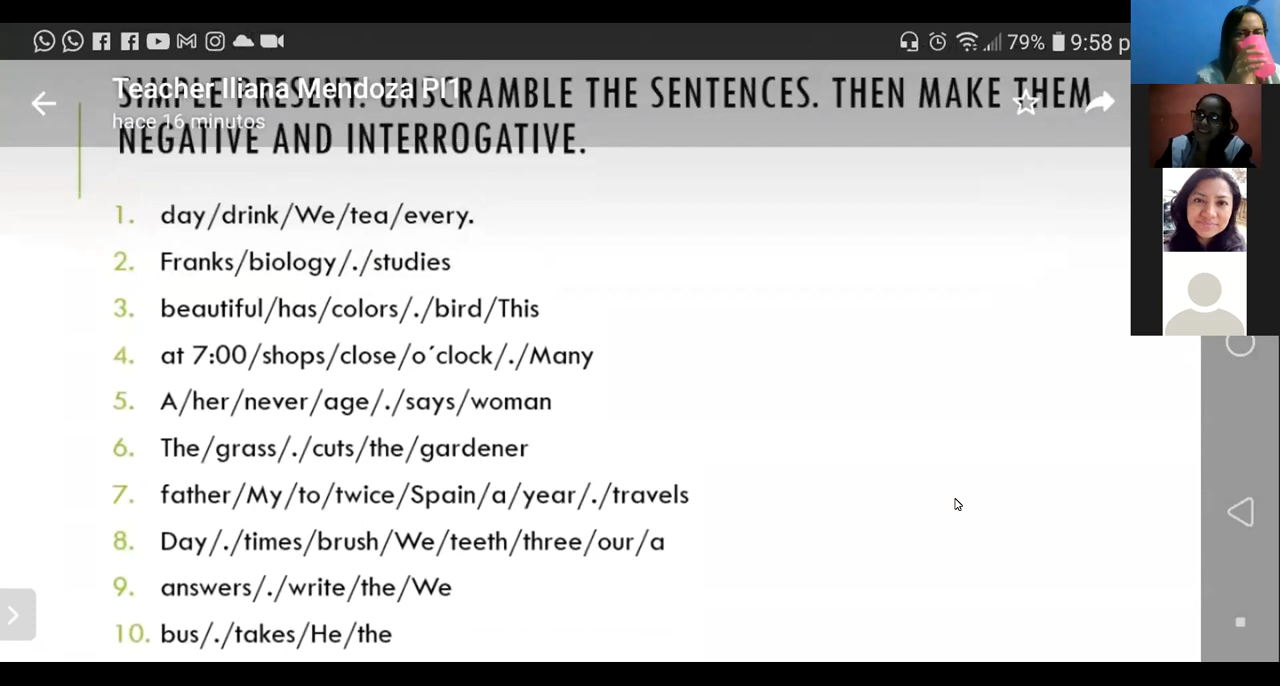 79% 9:58 p
Teacher Iliana Mendoza PI1
hace 16 minutos
SIMPLE PRESENT: UNSCRAMBLE THE SENTENCES. THEN MAKE THEM
NEGATIVE AND INTERROGATIVE.
1. day/drink/We/tea/every.
2. Franks/biology/./studies
3. beautiful/has/colors/./bird/This
4. at 7:00/shops/close/o´clock/./Many
5. A/her/never/age/./says/woman
6. The/grass/./cuts/the/gardener
7. father/My/to/twice/Spain/a/year/./travels
8. Day/./times/brush/We/teeth/three/our/a
9. answers/./write/the/We
10. bus/./takes/He/the